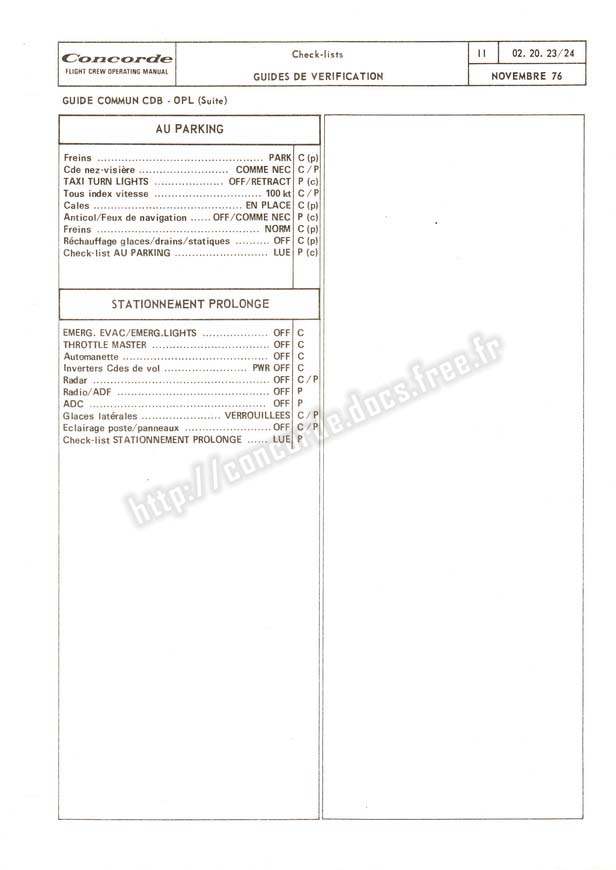 Concorde
FLIGHT CREW OPERATING MANUAL
Check-lists
GUIDES DE VERIFICATION
II
02. 20. 23/24
NOVEMBRE 76
GUIDE COMMUN CDB - OPL (Suite)
AU PARKING
Freins ................................................ PARK C (p)
Cde nez-visière .......................... COMME NEC C / P
TAXI TURN LIGHTS .................... OFF/RETRACT P (c)
Tous index vitesse ............................... 100 kt C / P
Cales ........................................... EN PLACE C (p)
Anticol/Feux de navigation ...... OFF/COMME NEC P (c)
Freins ............................................... NORM C (p)
Réchauffage glaces/drains/statiques .......... OFF C (p)
Check-list AU PARKING ........................... LUE P (c)
STATIONNEMENT PROLONGE
EMERG. EVAC/EMERG.LIGHTS ................... OFF C
THROTTLE MASTER .................................. OFF C
Automanette .......................................... OFF C
Inverters Cdes de vol ........................ PWR OFF C
Radar ................................................... OFF C / P
Radio/ADF ............................................. OFF P
ADC .................................................... OFF P
Glaces latérales ....................... VERROUILLEES C / P
Eclairage poste/panneaux ......................... OFF C / P
Check-list STATIONNEMENT PROLONGE ...... LUE P
http://concorde.docs.free.fr